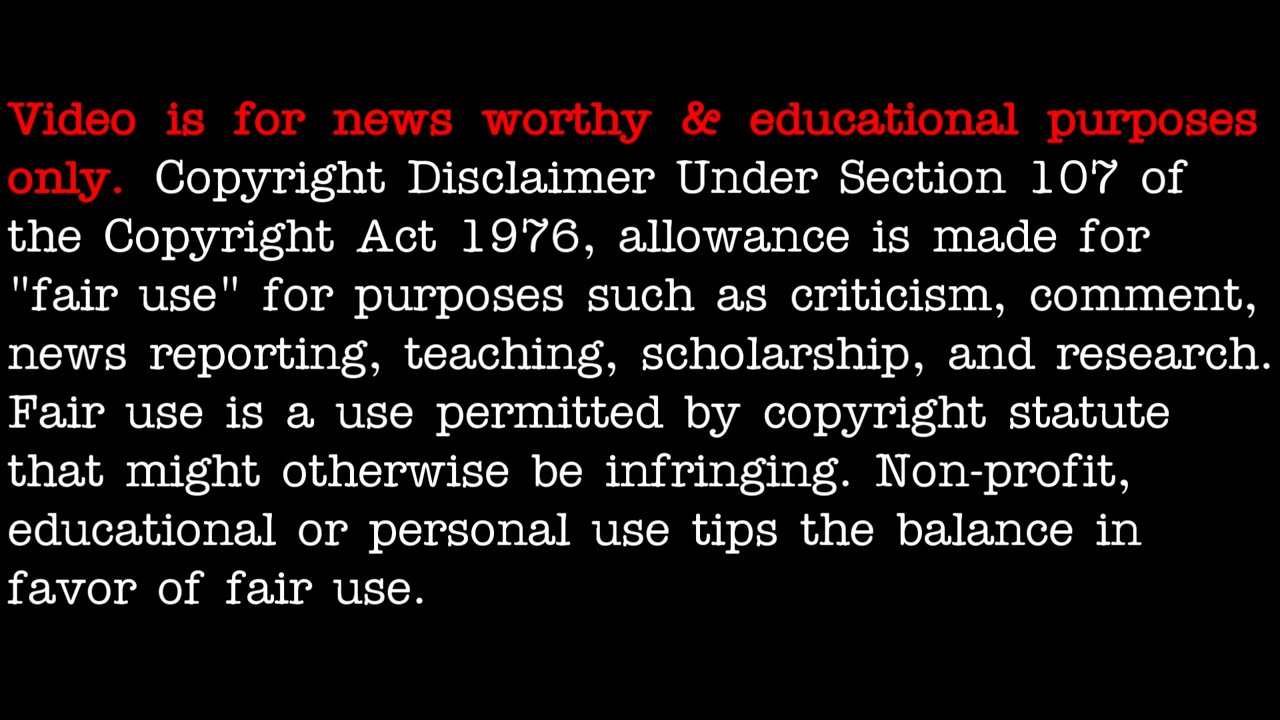 Video is for news worthy & educational purposes
only. Copyright Disclaimer Under Section 107 of
the Copyright Act 1976, allowance is made for
"fair use" for purposes such as criticism, comment,
news reporting, teaching, scholarship, and research.
Fair use is a use permitted by copyright statute
that might otherwise be infringing. Non-profit,
educational or personal use tips the balance in
favor of fair use.